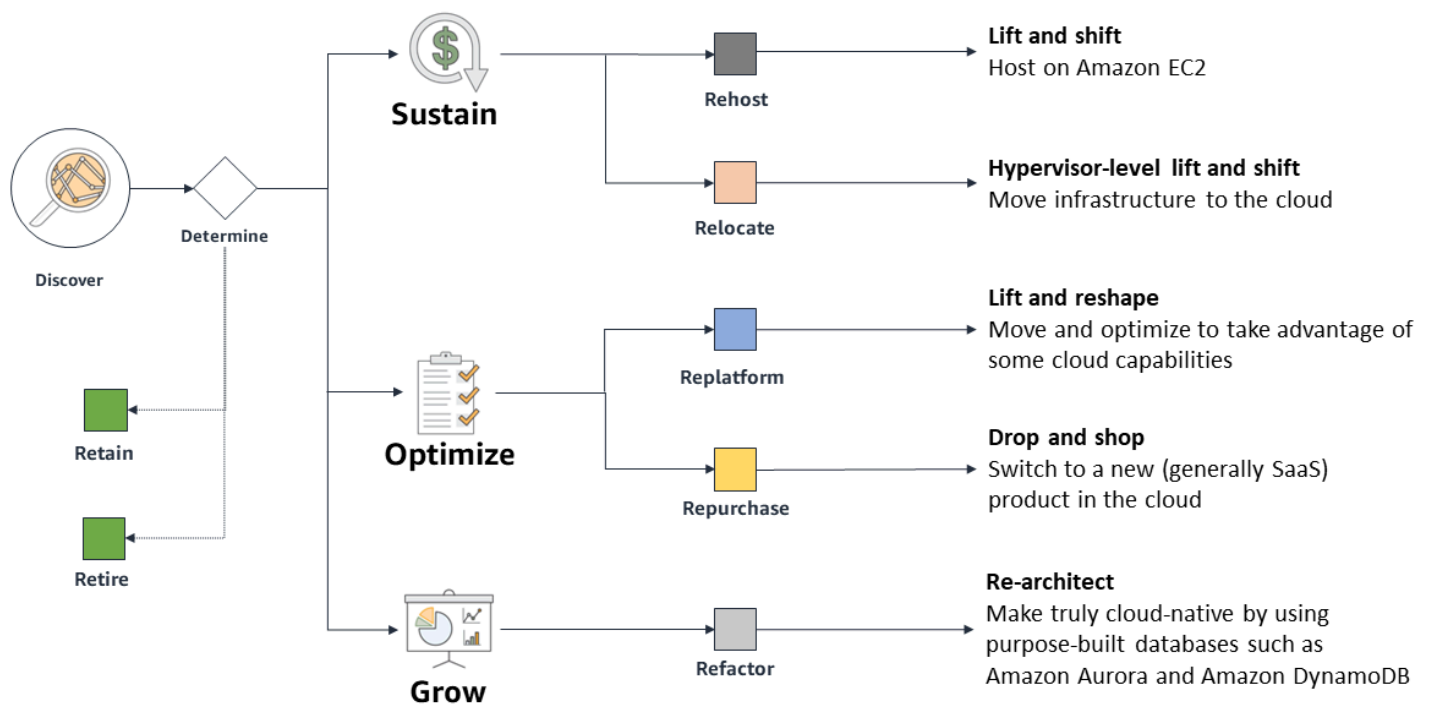 Discover
Determine
Retain
Retire
$
Sustain
Rehost
Lift and shift
Host on Amazon EC2
Relocate
Hypervisor-level lift and shift
Move infrastructure to the cloud
Optimize
Replatform
Lift and reshape
Move and optimize to take advantage of
some cloud capabilities
Repurchase
Drop and shop
Switch to a new (generally SaaS)
product in the cloud
Grow
Refactor
Re-architect
Make truly cloud-native by using
purpose-built databases such as
Amazon Aurora and Amazon DynamoDB